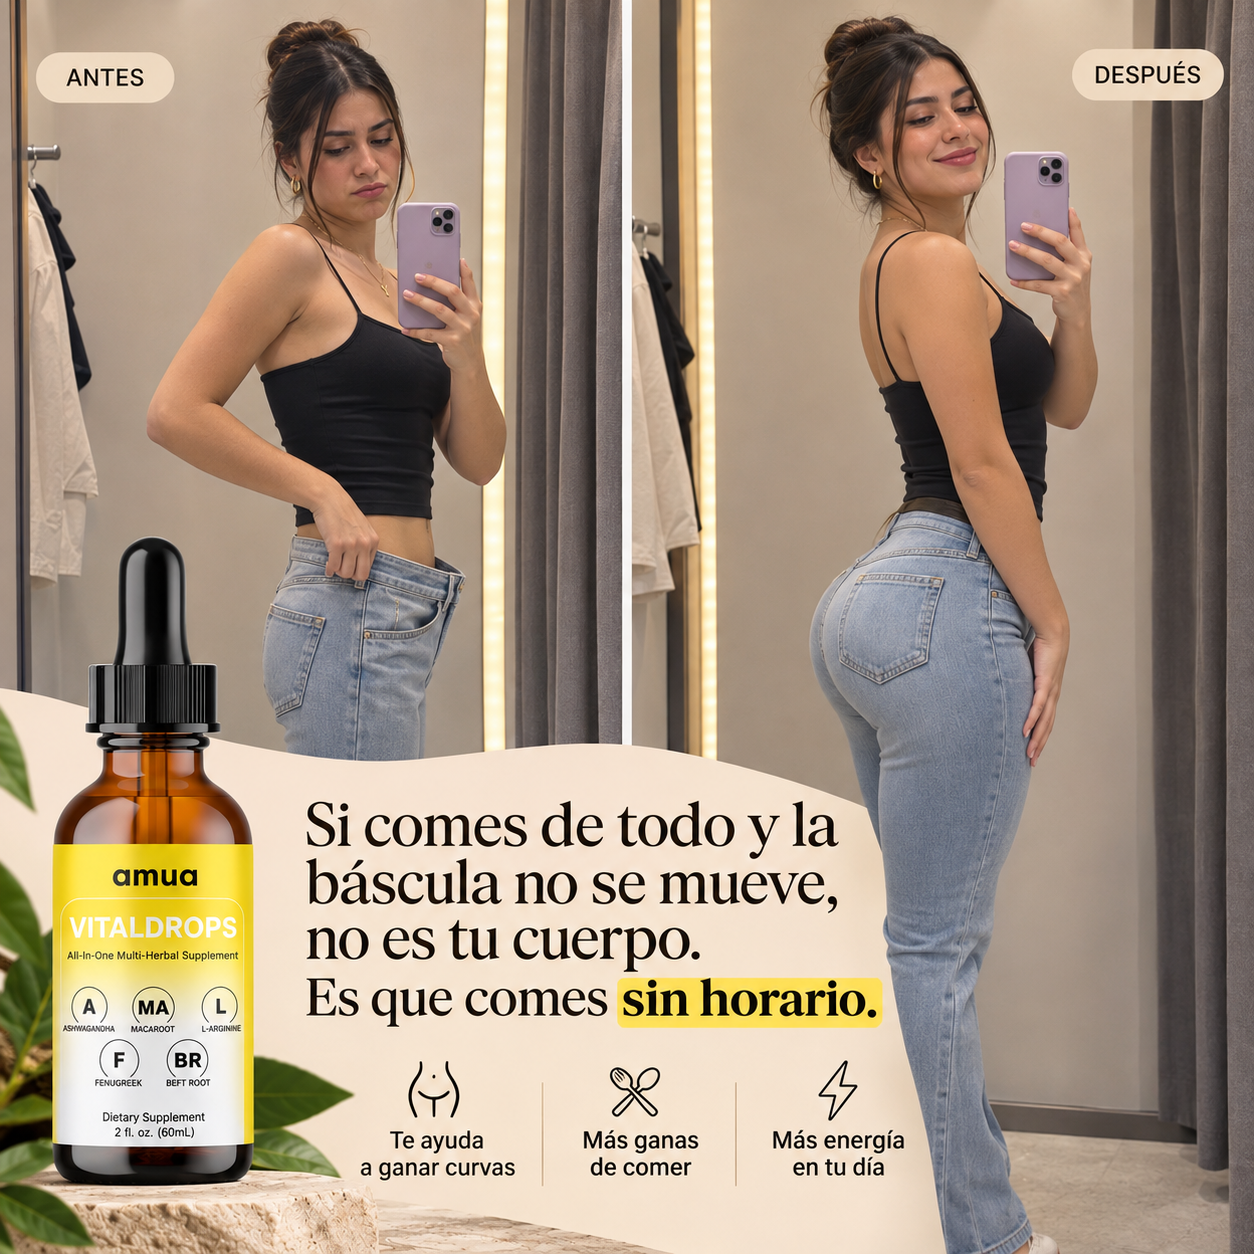 ANTES
DESPUÉS
Si comes de todo y la
báscula no se mueve,
no es tu cuerpo.
Es que comes sin horario.
Te ayuda
a ganar curvas
Más ganas
de comer
Más energía
en tu día
amua
VITALDROPS
All-In-One Multi-Herbal Supplement
A
ASHWAGANDHA
MA
MACAROOT
L
L-ARGININE
F
FENUGREEK
BR
BEFT ROOT
Dietary Supplement
2 fl. oz. (60mL)